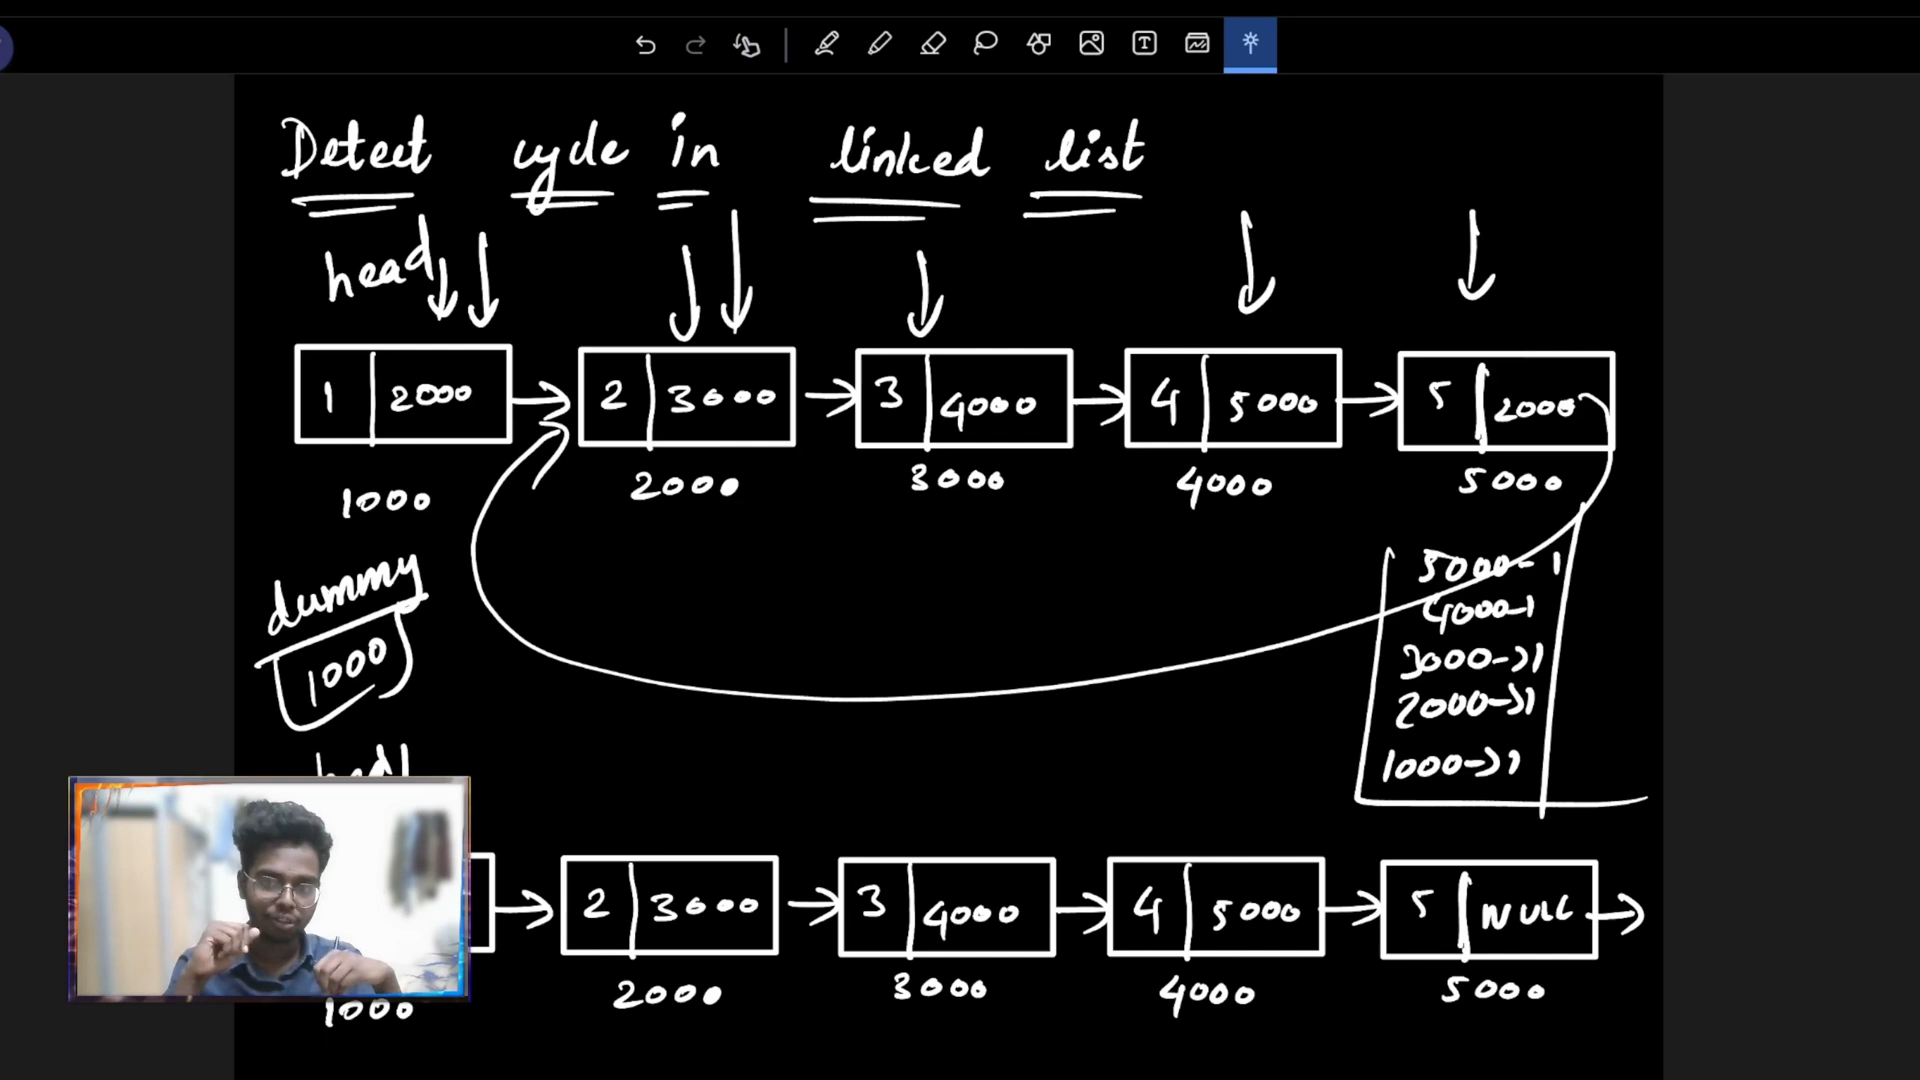 Detect cycle in linked list
head
1 2000 2 3000 3 4000 4 5000 5 2000
1000 2000 3000 4000 5000
dummy
1000
5000-1
4000-1
3000->1
2000->1
1000->1
2 3000 3 4000 4 5000 5 NULL
1000 2000 3000 4000 5000